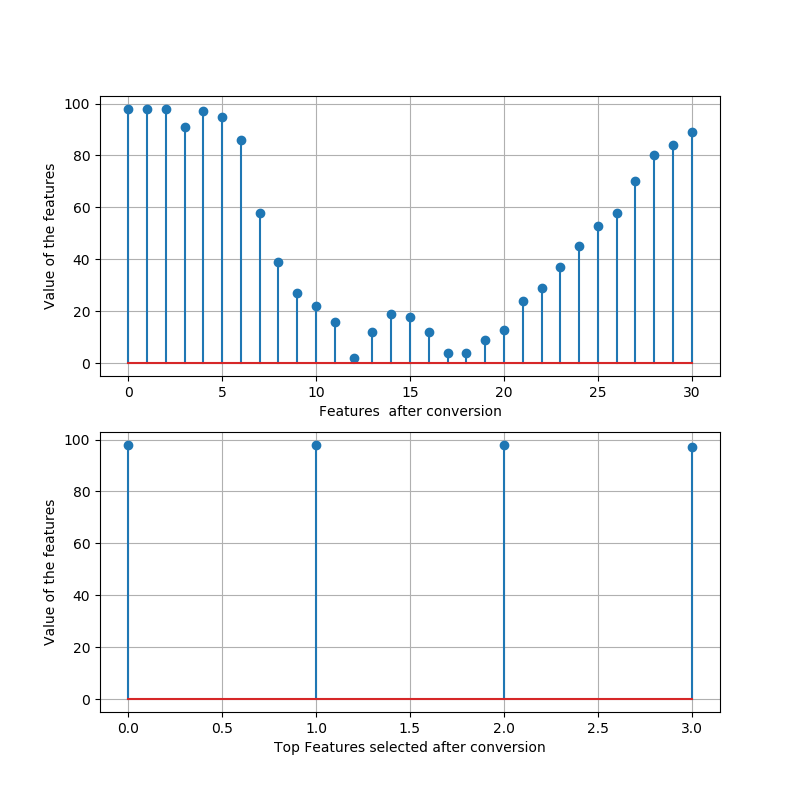 100
80
60
40
20
0
Value of the features
0 5 10 15 20 25 30
Features  after conversion
100
80
60
40
20
0
Value of the features
0.0 0.5 1.0 1.5 2.0 2.5 3.0
Top Features selected after conversion